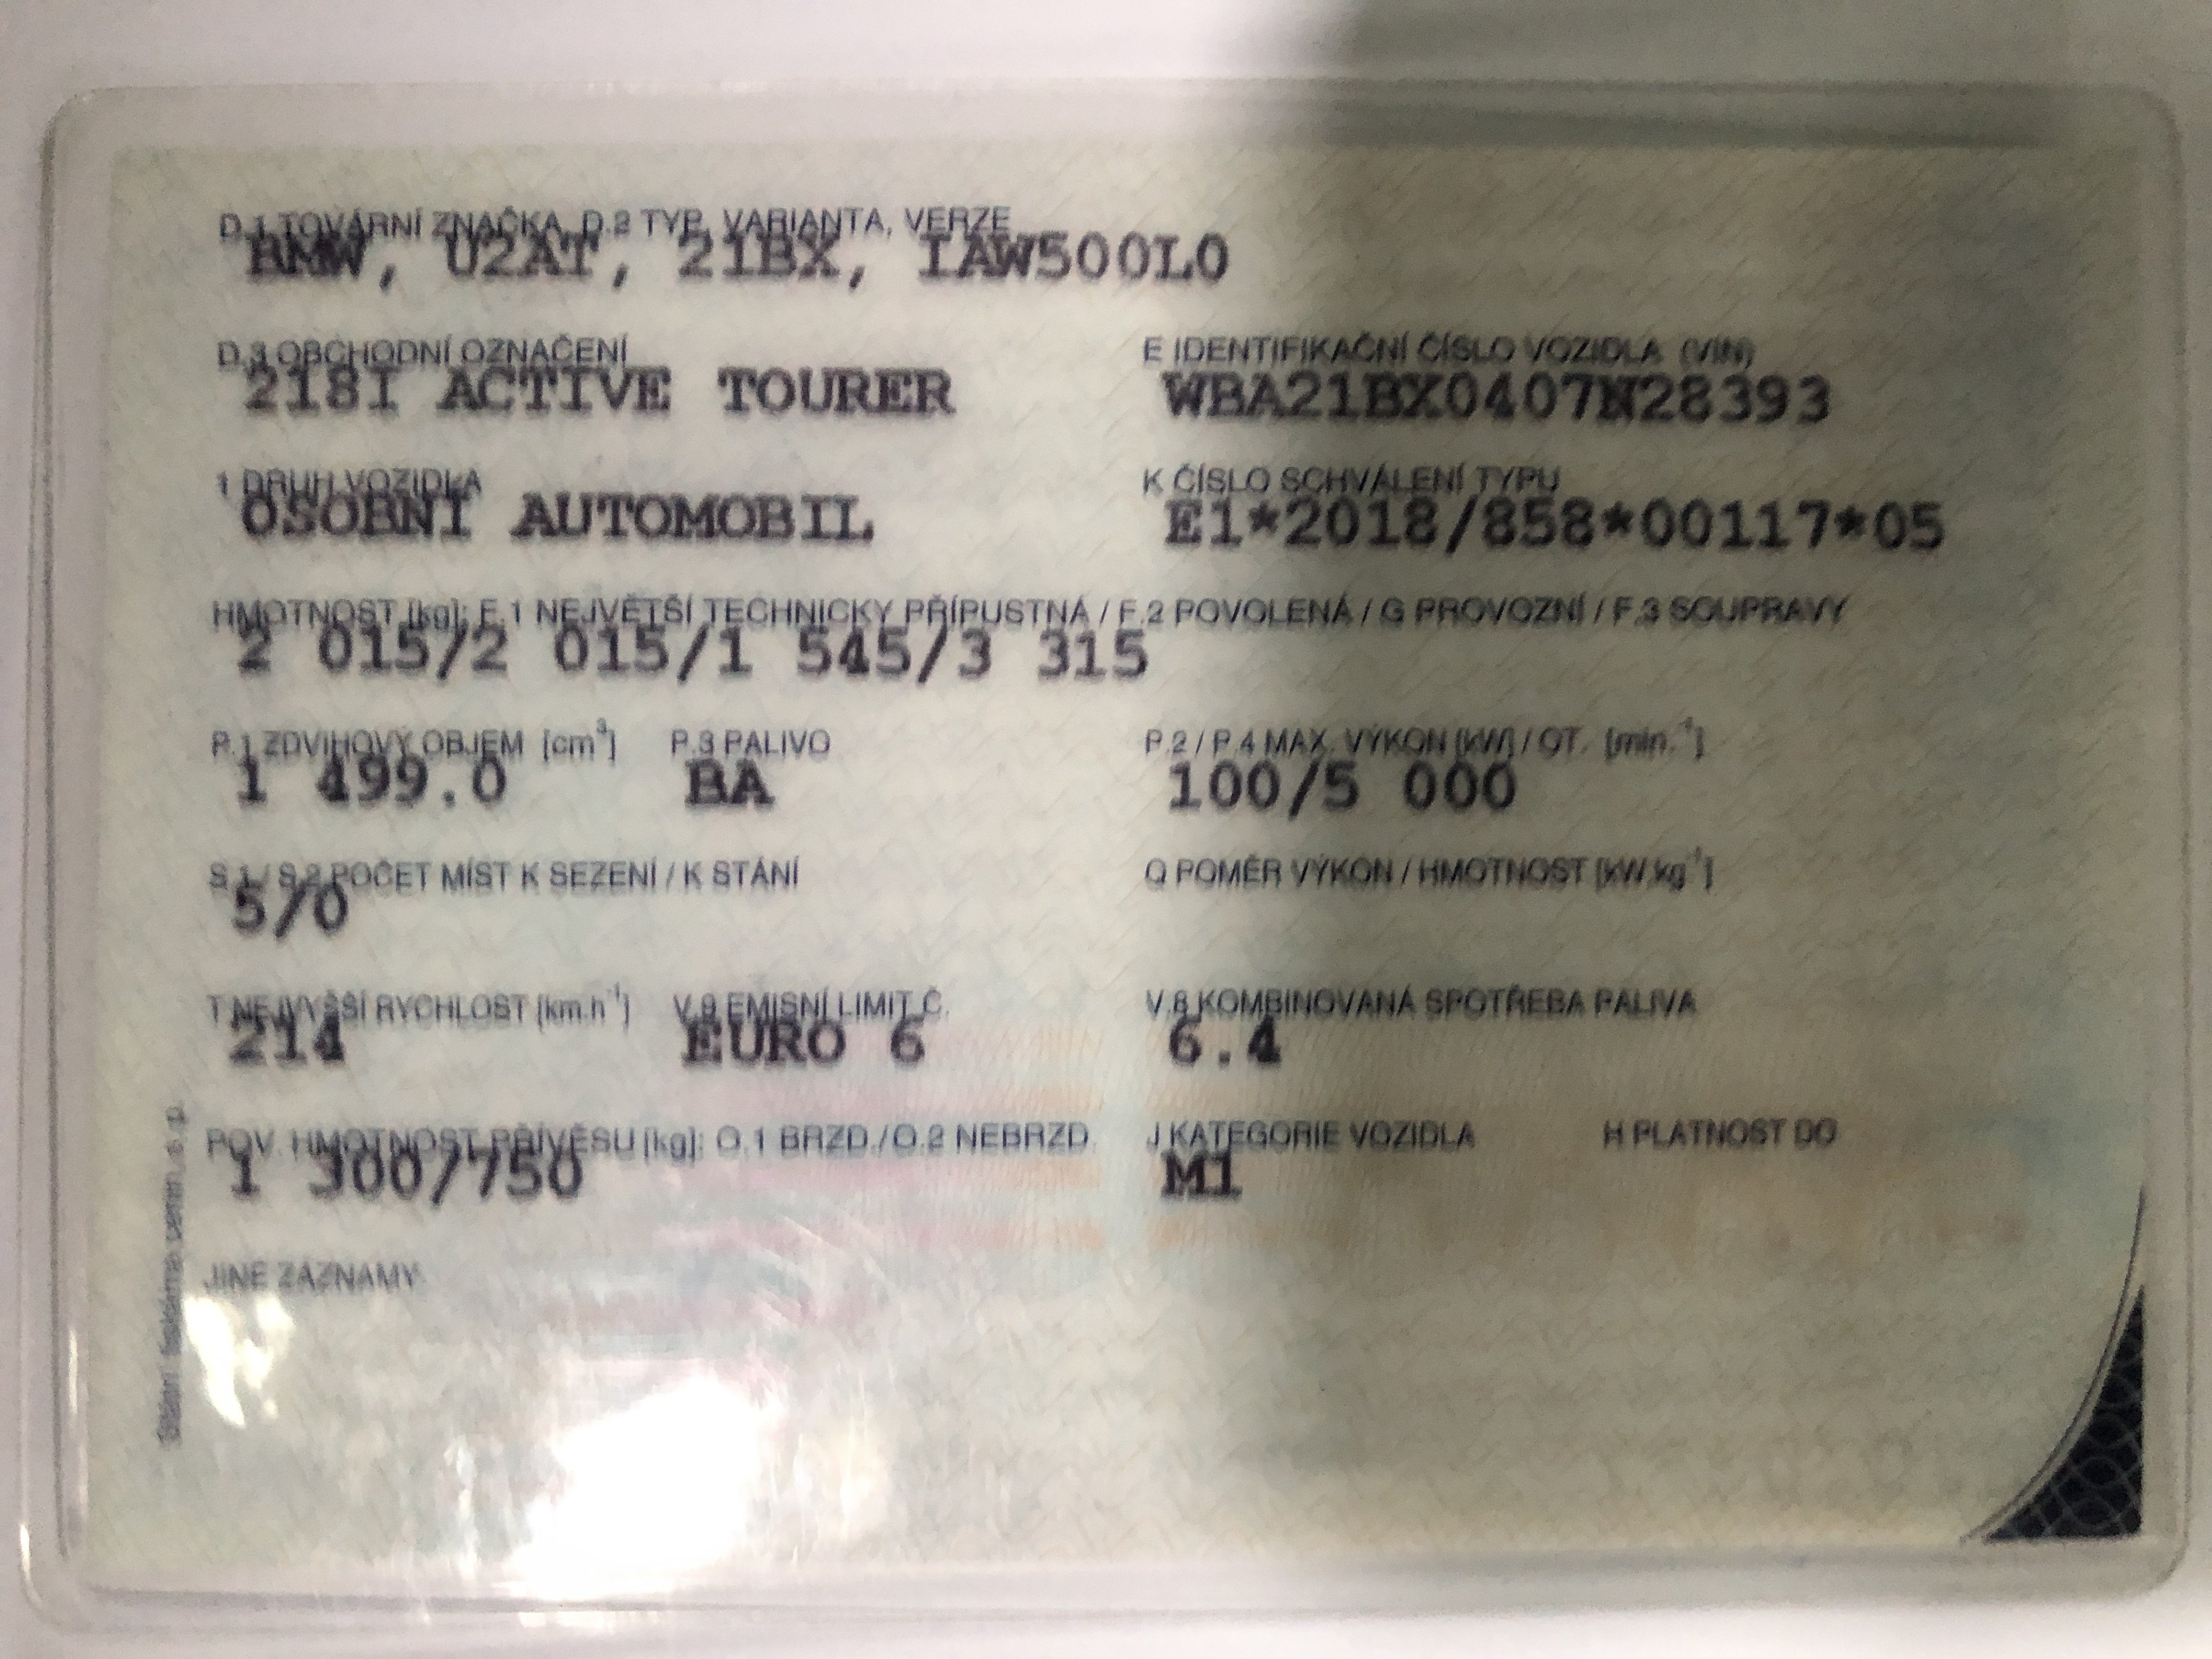 D.1 TOVÁRNÍ ZNAČKA, D.2 TYP, VARIANTA, VERZE
BMW, U2AT, 21BX, IAW500L0
D.3 OBCHODNÍ OZNAČENÍ E IDENTIFIKAČNÍ ČÍSLO VOZIDLA (VIN)
218I ACTIVE TOURER WBA21BX0407N28393
1 DRUH VOZIDLA K ČÍSLO SCHVÁLENÍ TYPU
OSOBNÍ AUTOMOBIL E1*2018/858*00117*05
HMOTNOST [kg]: F.1 NEJVĚTŠÍ TECHNICKY PŘÍPUSTNÁ / F.2 POVOLENÁ / G PROVOZNÍ / F.3 SOUPRAVY
2 015/2 015/1 545/3 315
P.1 ZDVIHOVÝ OBJEM [cm³] P.3 PALIVO P.2 / P.4 MAX. VÝKON [kW] / OT. [min.⁻¹]
1 499.0 BA 100/5 000
S.1 / S.2 POČET MÍST K SEZENÍ / K STÁNÍ Q POMĚR VÝKON / HMOTNOST [kW.kg⁻¹]
5/0
T NEJVYŠŠÍ RYCHLOST [km.h⁻¹] V.9 EMISNÍ LIMIT Č. V.8 KOMBINOVANÁ SPOTŘEBA PALIVA
214 EURO 6 6.4
POV. HMOTNOST PŘÍVĚSU [kg]: O.1 BRZD./O.2 NEBRZD. J KATEGORIE VOZIDLA H PLATNOST DO
1 300/750 M1
JINÉ ZÁZNAMY
Státní tiskárna cenin, s. p.